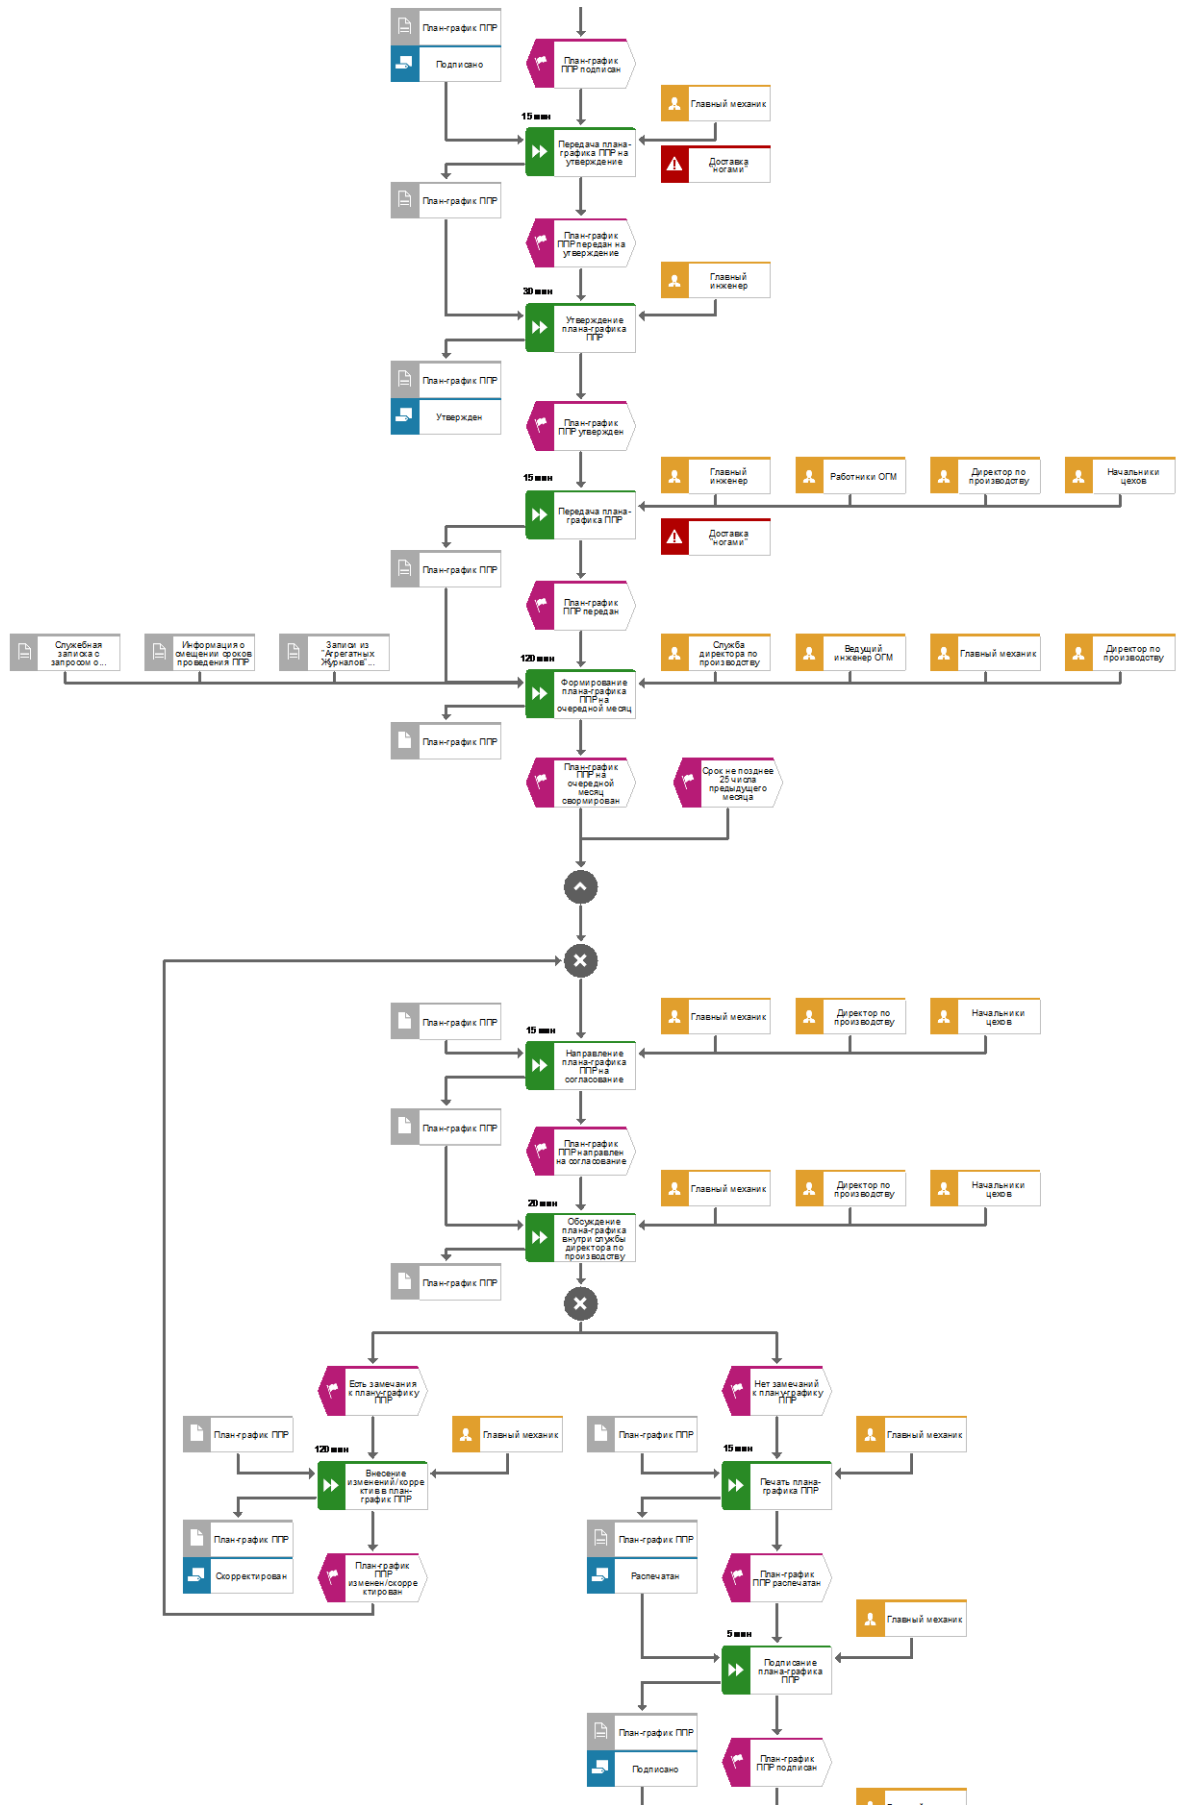 План-график ППР
Подписано
План-график
ППР подписан
Главный механик
15 мин
Передача плана-
графика ППР на
утверждение
Доставка
"ногами"
План-график ППР
План-график
ППР передан на
утверждение
Главный
инженер
30 мин
Утверждение
плана-графика
ППР
План-график ППР
Утвержден
План-график
ППР утвержден
15 мин
Главный
инженер
Работники ОГМ
Директор по
производству
Начальники
цехов
Передача плана-
графика ППР
Доставка
"ногами"
План-график ППР
План-график
ППР передан
Служебная
записка с
запросом о...
Информация о
смещении сроков
проведения ППР
Записи из
"Агрегатных
Журналов"...
120 мин
Служба
директора по
производству
Ведущий
инженер ОГМ
Главный механик
Директор по
производству
Формирование
плана-графика
ППР на
очередной месяц
План-график ППР
План-график
ППР на
очередной
месяц
сформирован
Срок не позднее
25 числа
предыдущего
месяца
План-график ППР
15 мин
Главный механик
Директор по
производству
Начальники
цехов
Направление
плана-графика
ППР на
согласование
План-график ППР
План-график
ППР направлен
на согласование
Главный механик
Директор по
производству
Начальники
цехов
20 мин
Обсуждение
плана-графика
внутри службы
директора по
производству
План-график ППР
Есть замечания
к плану-графику
ППР
Нет замечаний
к плану-графику
ППР
План-график ППР
120 мин
Главный механик
План-график ППР
15 мин
Главный механик
Внесение
изменений/корре
ктив в план-
график ППР
Печать плана-
графика ППР
План-график ППР
Скорректирован
План-график
ППР
изменен/скорре
ктирован
План-график ППР
Распечатан
План-график
ППР распечатан
Главный механик
5 мин
Подписание
плана-графика
ППР
План-график ППР
Подписано
План-график
ППР подписан